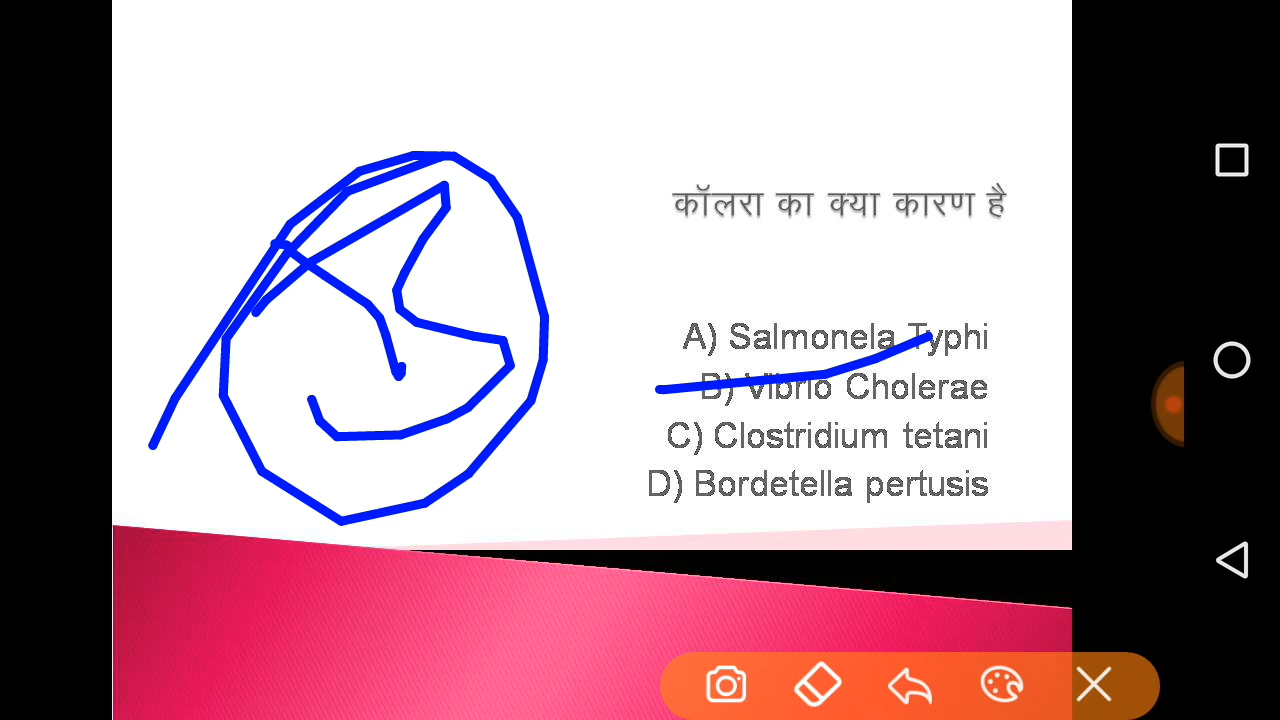 कॉलरा का क्या कारण है
A) Salmonela Typhi
B) Vibrio Cholerae
C) Clostridium tetani
D) Bordetella pertusis